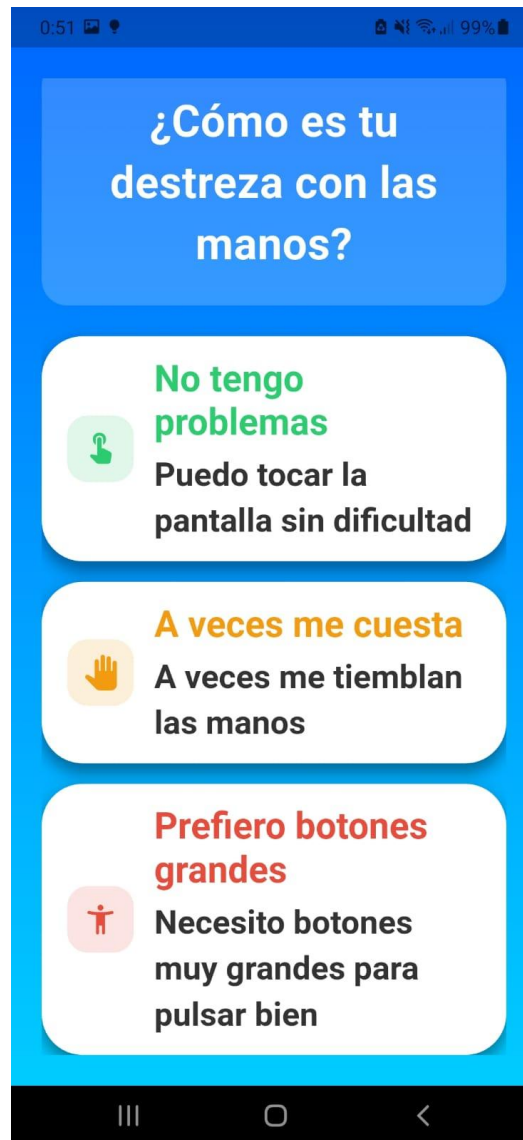 0:51
99%
¿Cómo es tu
destreza con las
manos?
No tengo
problemas
Puedo tocar la
pantalla sin dificultad
A veces me cuesta
A veces me tiemblan
las manos
Prefiero botones
grandes
Necesito botones
muy grandes para
pulsar bien